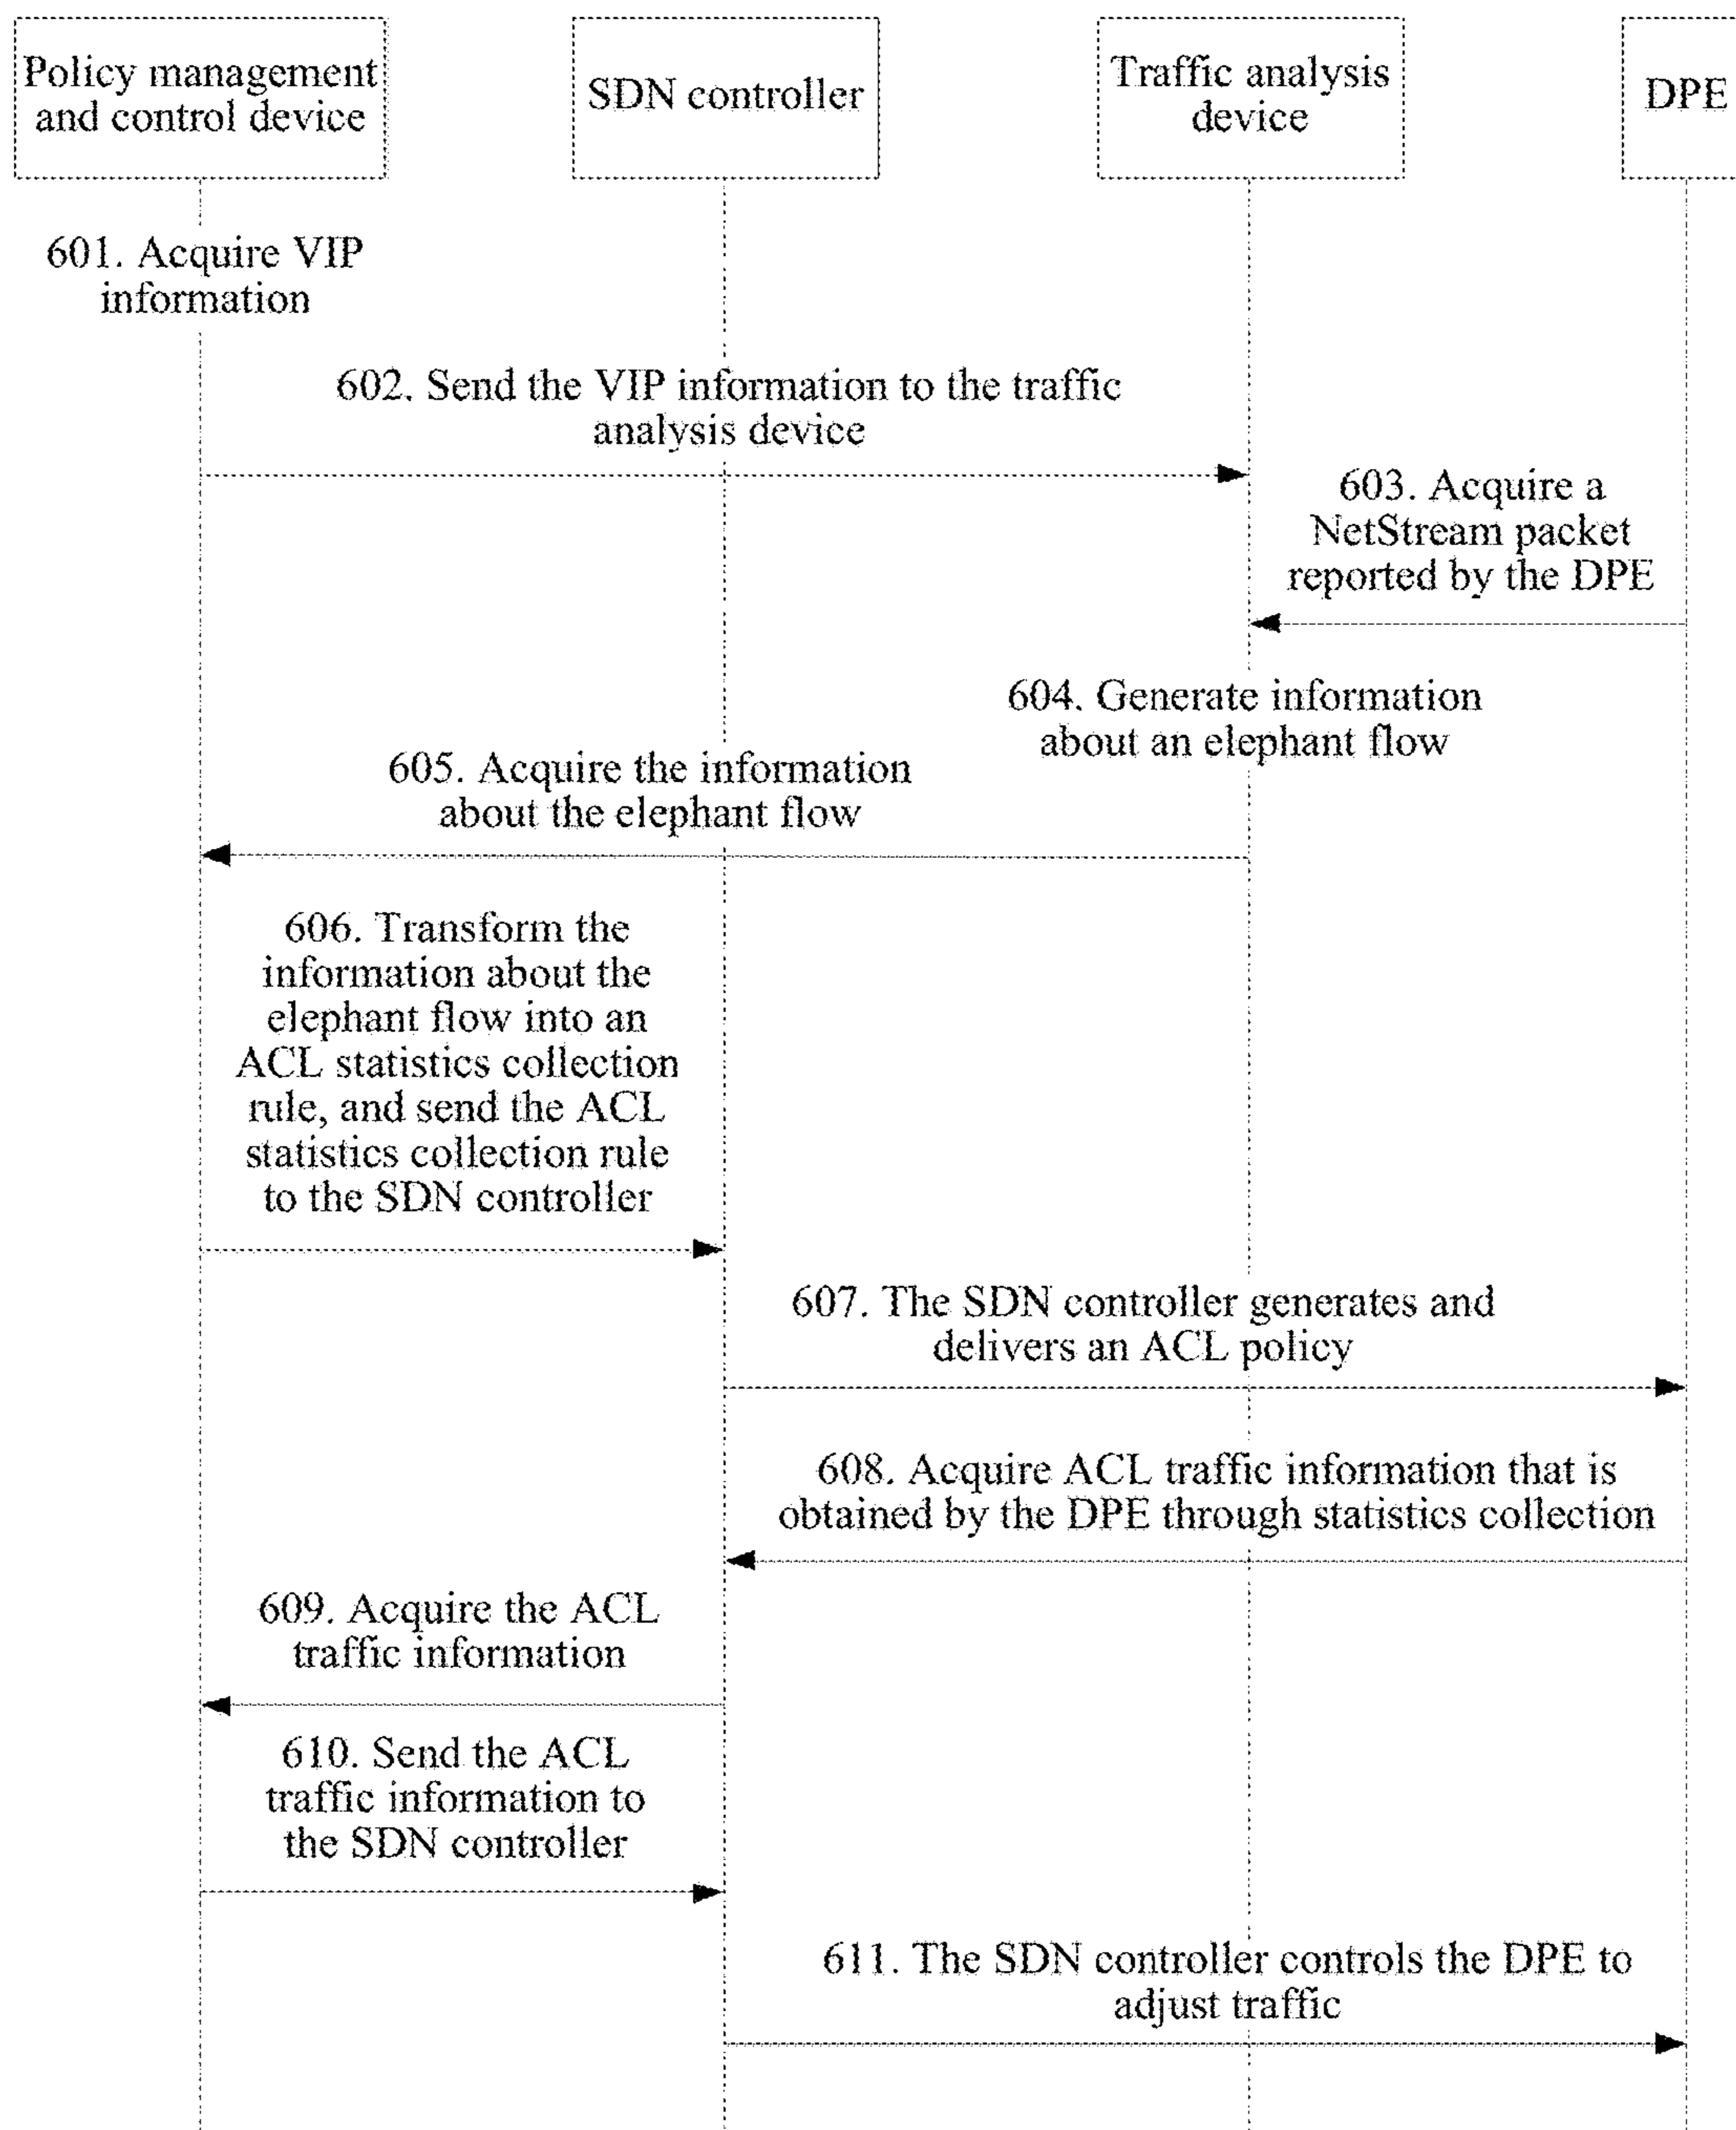 Policy management
and control device
SDN controller
Traffic analysis
device
DPE
601. Acquire VIP
information
602. Send the VIP information to the traffic
analysis device
603. Acquire a
NetStream packet
reported by the DPE
604. Generate information
about an elephant flow
605. Acquire the information
about the elephant flow
606. Transform the
information about the
elephant flow into an
ACL statistics collection
rule, and send the ACL
statistics collection rule
to the SDN controller
607. The SDN controller generates and
delivers an ACL policy
608. Acquire ACL traffic information that is
obtained by the DPE through statistics collection
609. Acquire the ACL
traffic information
610. Send the ACL
traffic information to
the SDN controller
611. The SDN controller controls the DPE to
adjust traffic